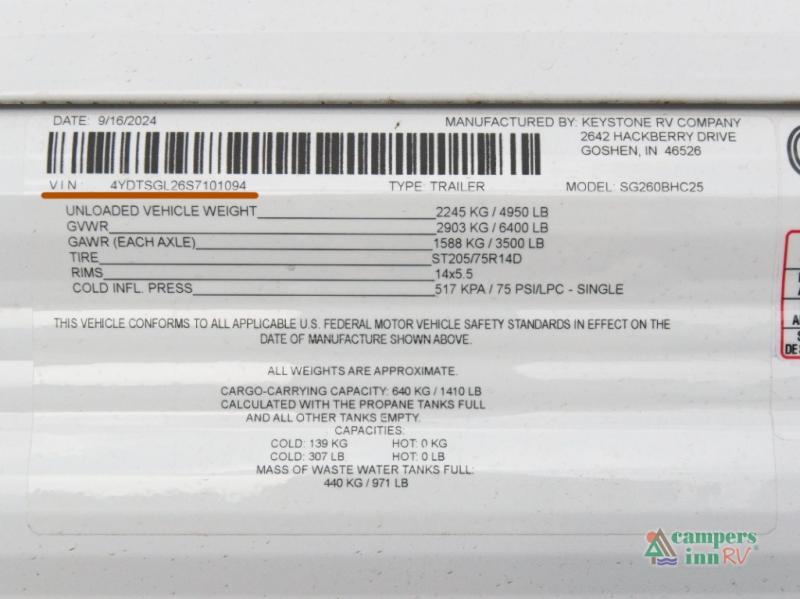 DATE: 9/16/2024
MANUFACTURED BY: KEYSTONE RV COMPANY
2642 HACKBERRY DRIVE
GOSHEN, IN 46526
VIN: 4YDTSGL26S7101094 TYPE: TRAILER MODEL: SG260BHC25
UNLOADED VEHICLE WEIGHT 2245 KG / 4950 LB
GVWR 2903 KG / 6400 LB
GAWR (EACH AXLE) 1588 KG / 3500 LB
TIRE ST205/75R14D
RIMS 14x5.5
COLD INFL. PRESS 517 KPA / 75 PSI/LPC - SINGLE
THIS VEHICLE CONFORMS TO ALL APPLICABLE U.S. FEDERAL MOTOR VEHICLE SAFETY STANDARDS IN EFFECT ON THE
DATE OF MANUFACTURE SHOWN ABOVE.
ALL WEIGHTS ARE APPROXIMATE.
CARGO-CARRYING CAPACITY: 640 KG / 1410 LB
CALCULATED WITH THE PROPANE TANKS FULL
AND ALL OTHER TANKS EMPTY.
CAPACITIES:
COLD: 139 KG HOT: 0 KG
COLD: 307 LB HOT: 0 LB
MASS OF WASTE WATER TANKS FULL:
440 KG / 971 LB
campers
inn RV